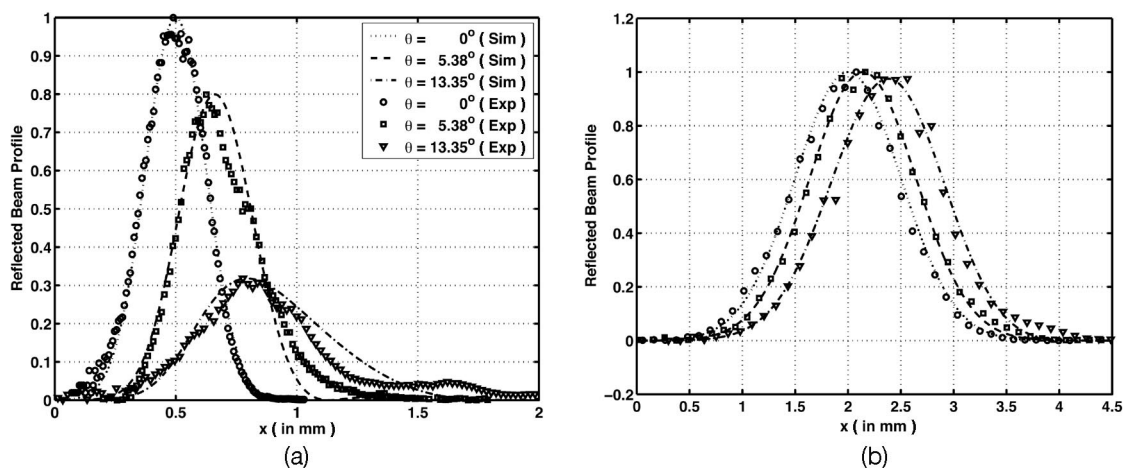 1
0.9
0.8
0.7
0.6
0.5
0.4
0.3
0.2
0.1
0
0
0.5
1
1.5
2
Reflected Beam Profile
x ( in mm )
θ = 0° ( Sim )
θ = 5.38° ( Sim )
θ = 13.35° ( Sim )
θ = 0° ( Exp )
θ = 5.38° ( Exp )
θ = 13.35° ( Exp )
(a)
1.2
1
0.8
0.6
0.4
0.2
0
−0.2
0
0.5
1
1.5
2
2.5
3
3.5
4
4.5
Reflected Beam Profile
x ( in mm )
(b)